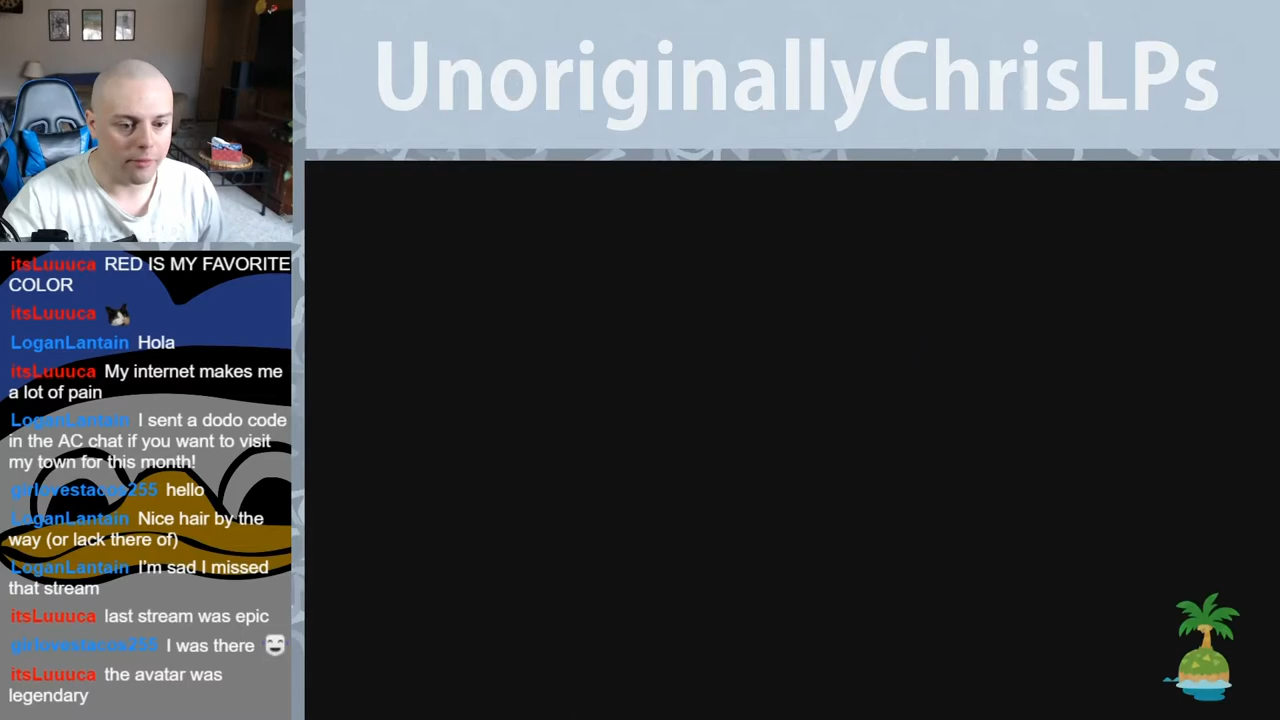 UnoriginallyChrisLPs
itsLuuuca RED IS MY FAVORITE
COLOR
itsLuuuca
LoganLantain Hola
itsLuuuca My internet makes me
a lot of pain
LoganLantain I sent a dodo code
in the AC chat if you want to visit
my town for this month!
girlovestacos255 hello
LoganLantain Nice hair by the
way (or lack there of)
LoganLantain I'm sad I missed
that stream
itsLuuuca last stream was epic
girlovestacos255 I was there
itsLuuuca the avatar was
legendary